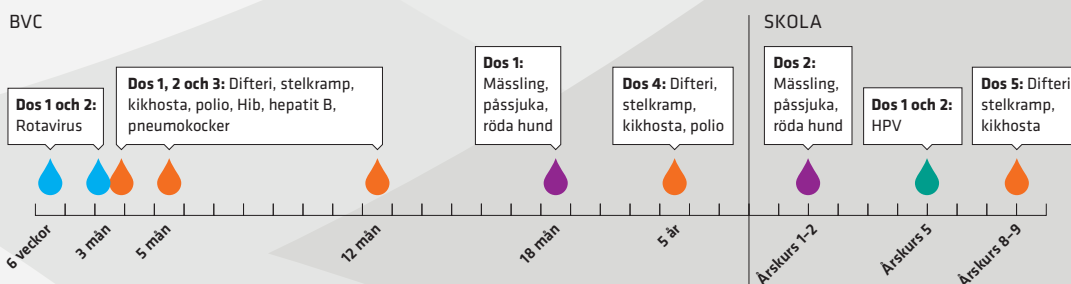 BVC
SKOLA
Dos 1 och 2:
Rotavirus
Dos 1, 2 och 3: Difteri, stelkramp,
kikhosta, polio, Hib, hepatit B,
pneumokocker
Dos 1:
Mässling,
påssjuka,
röda hund
Dos 4: Difteri,
stelkramp,
kikhosta, polio
Dos 2:
Mässling,
påssjuka,
röda hund
Dos 1 och 2:
HPV
Dos 5: Difteri,
stelkramp,
kikhosta
6 veckor
3 mån
5 mån
12 mån
18 mån
5 år
Årskurs 1–2
Årskurs 5
Årskurs 8–9